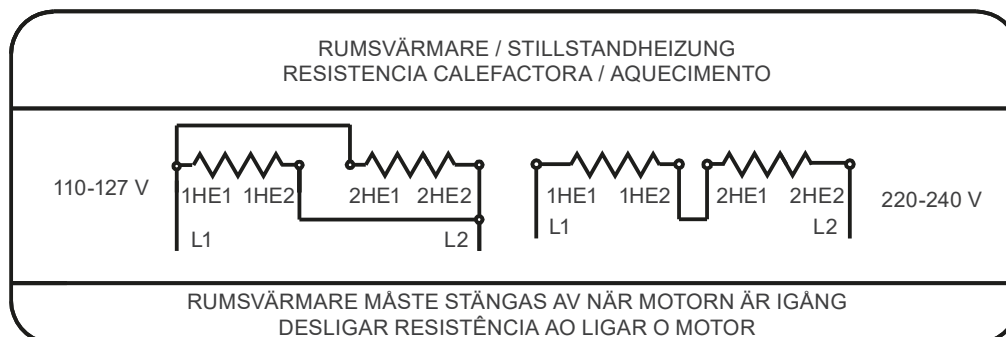 RUMSVÄRMARE / STILLSTANDHEIZUNG
RESISTENCIA CALEFACTORA / AQUECIMENTO
110-127 V
1HE1 1HE2 2HE1 2HE2
L1 L2
1HE1 1HE2 2HE1 2HE2
L1 L2
220-240 V
RUMSVÄRMARE MÅSTE STÄNGAS AV NÄR MOTORN ÄR IGÅNG
DESLIGAR RESISTÊNCIA AO LIGAR O MOTOR